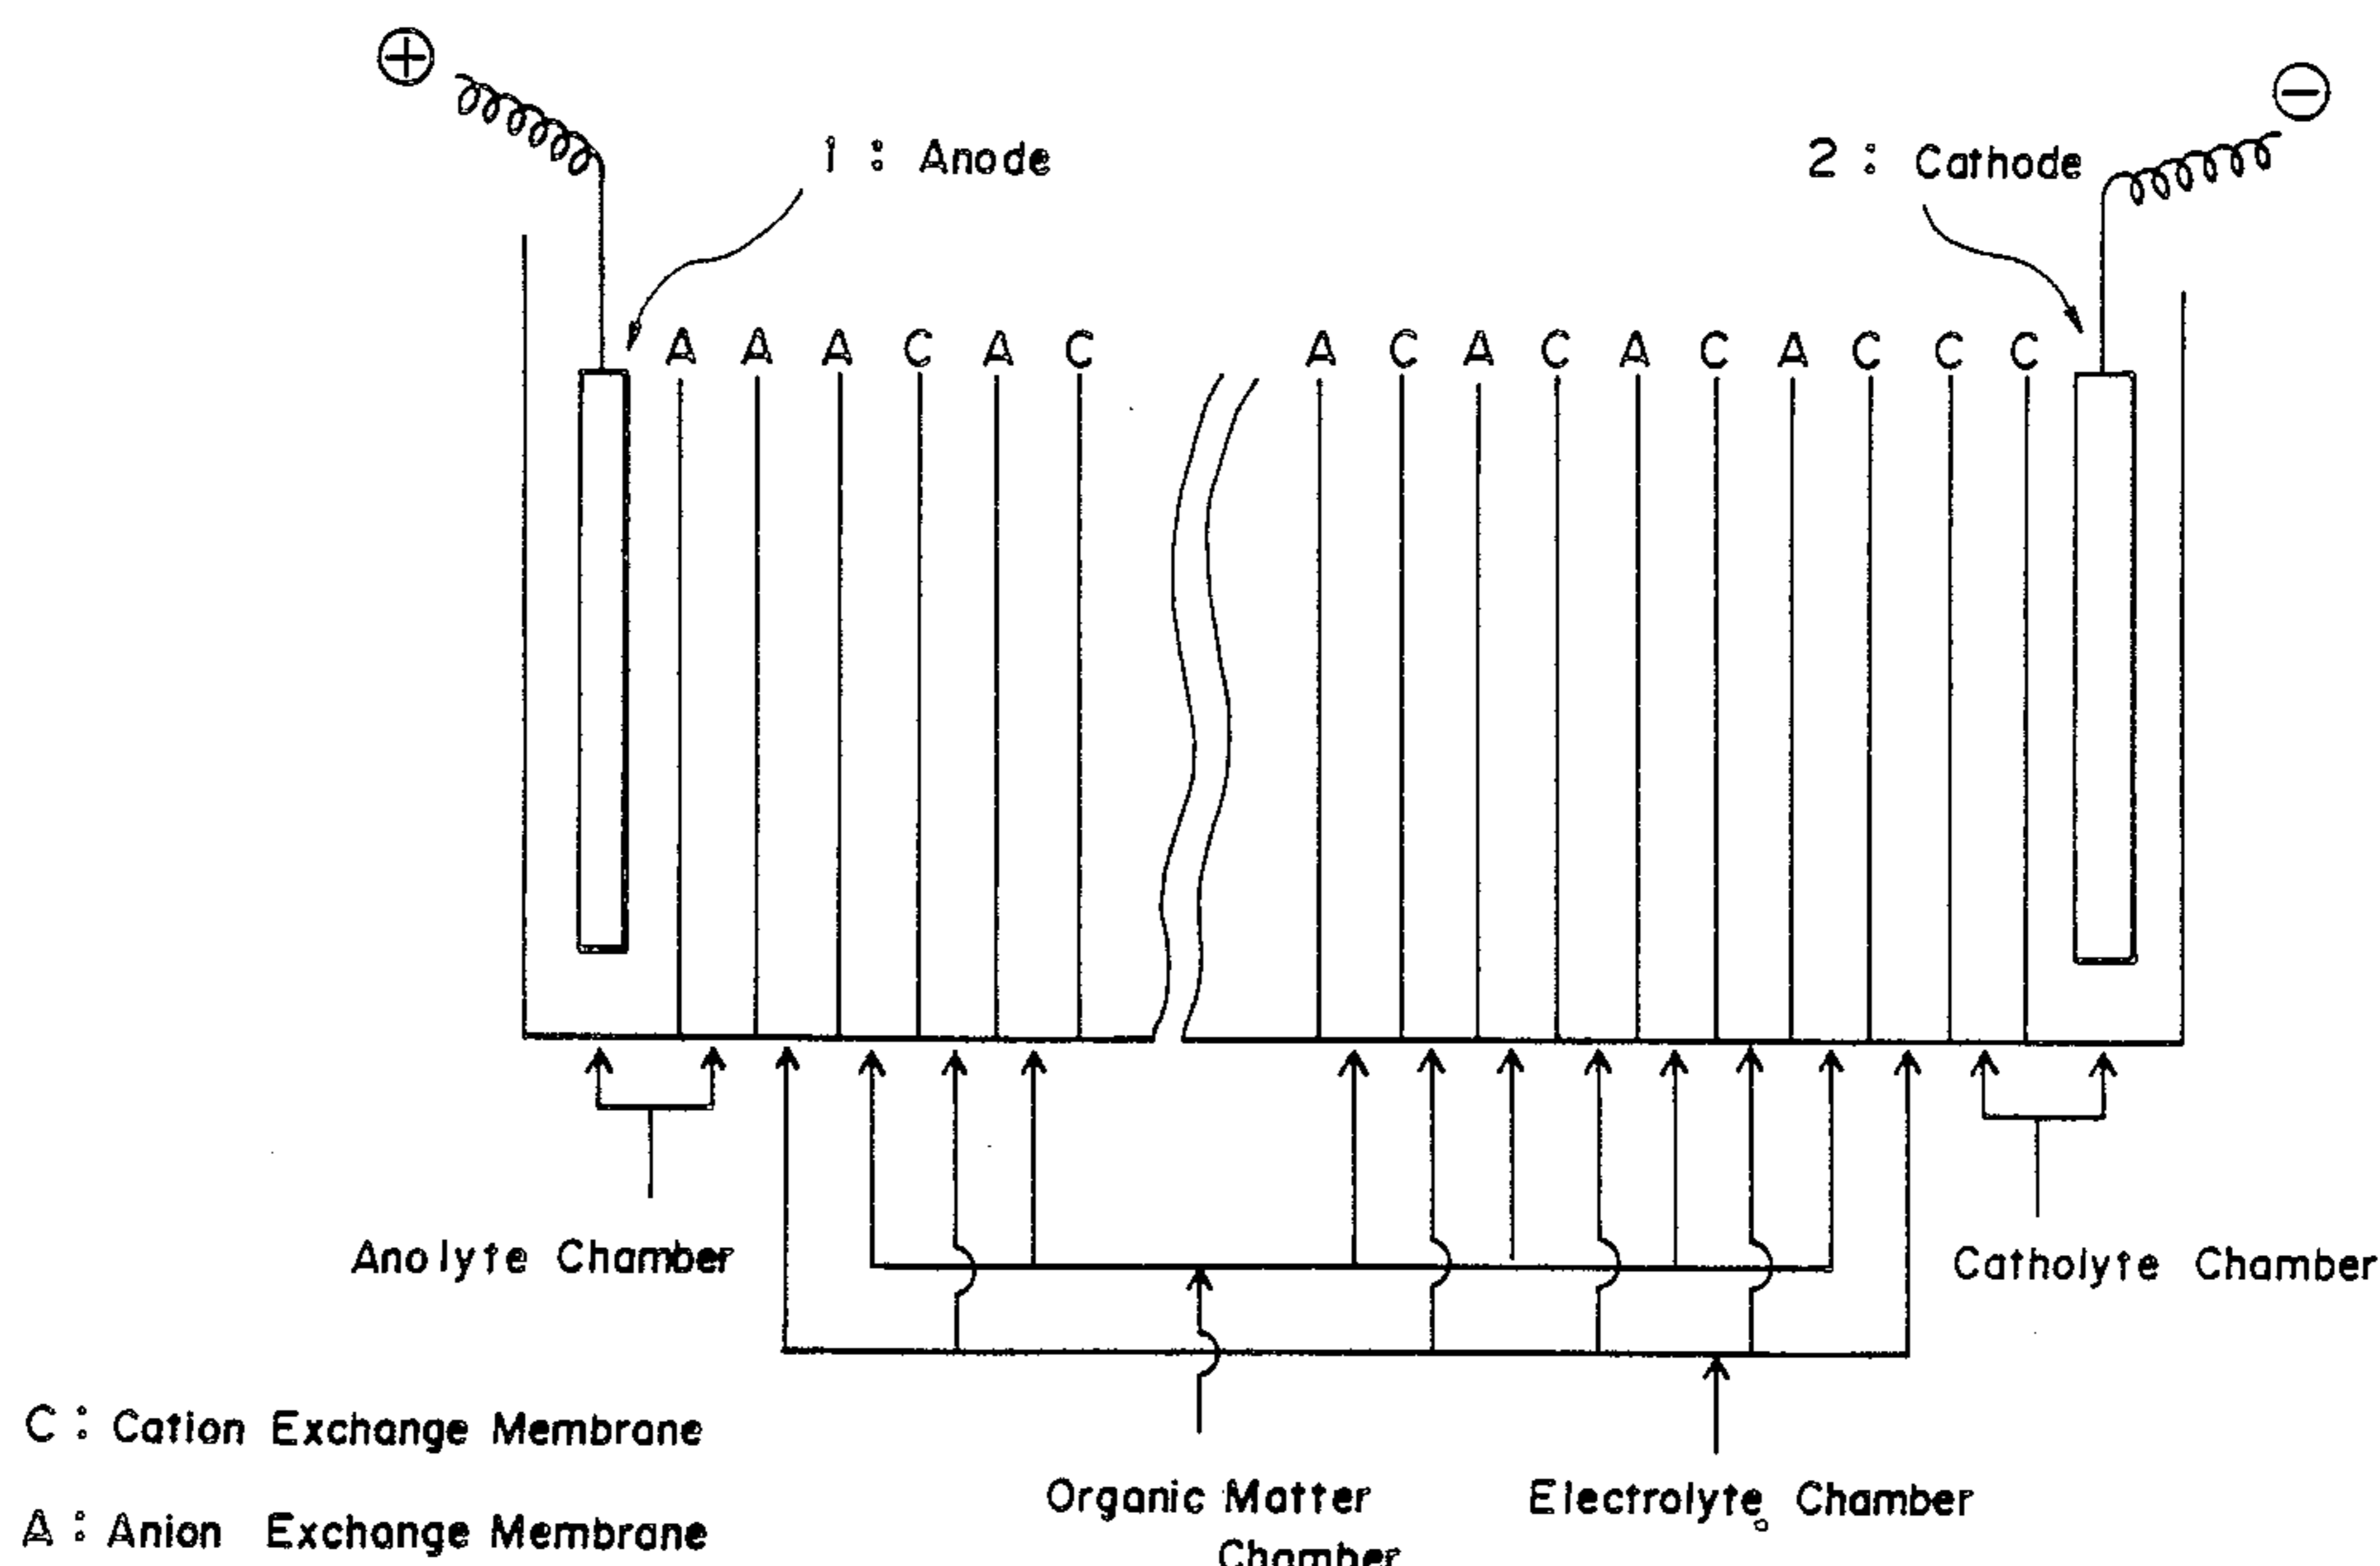 ⊕
⊖
1 : Anode
2 : Cathode
A A A C A C A C A C A C A C C C
Anolyte Chamber
Catholyte Chamber
C : Cation Exchange Membrane
A : Anion Exchange Membrane
Organic Matter
Chamber
Electrolyte Chamber